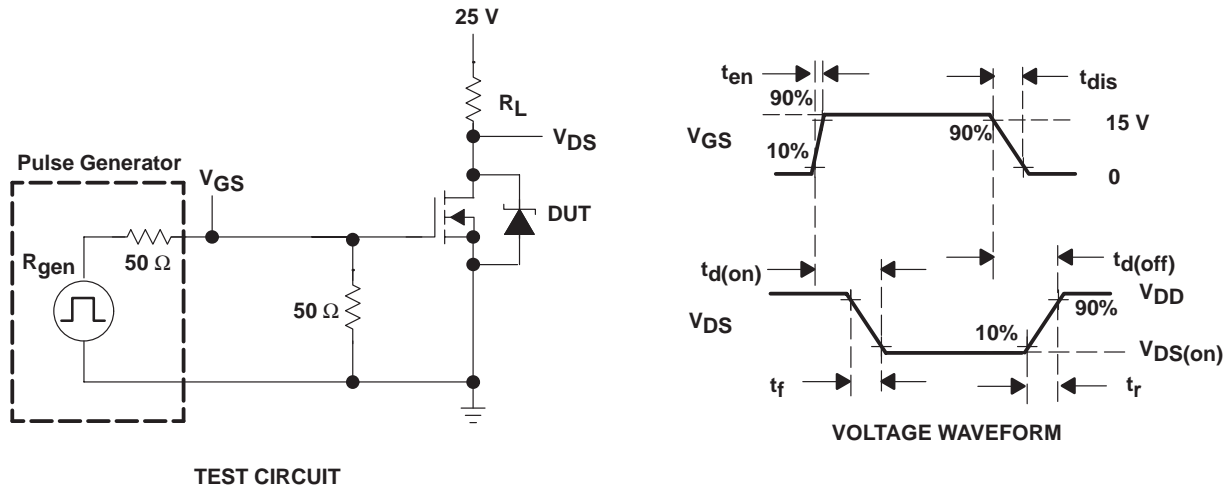 25 V
RL
VDS
Pulse Generator
VGS
DUT
Rgen
50 Ω
50 Ω
TEST CIRCUIT
ten
tdis
90%
VGS
90%
15 V
10%
0
td(on)
td(off)
VDD
VDS
90%
10%
VDS(on)
tf
tr
VOLTAGE WAVEFORM